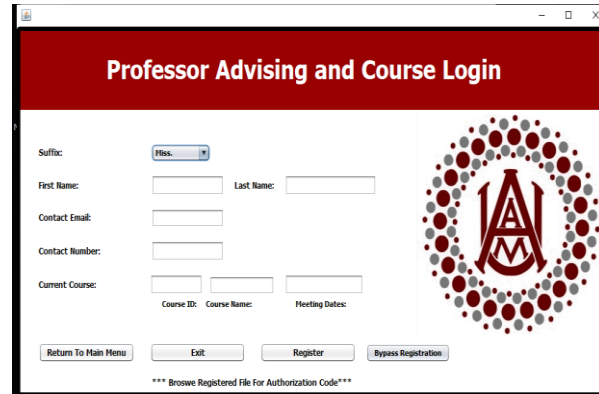 Professor Advising and Course Login
Suffix: Miss.
First Name: Last Name:
Contact Email:
Contact Number:
Current Course:
Course ID: Course Name: Meeting Dates:
Return To Main Menu Exit Register Bypass Registration
*** Broswe Registered File For Authorization Code***
AAMU